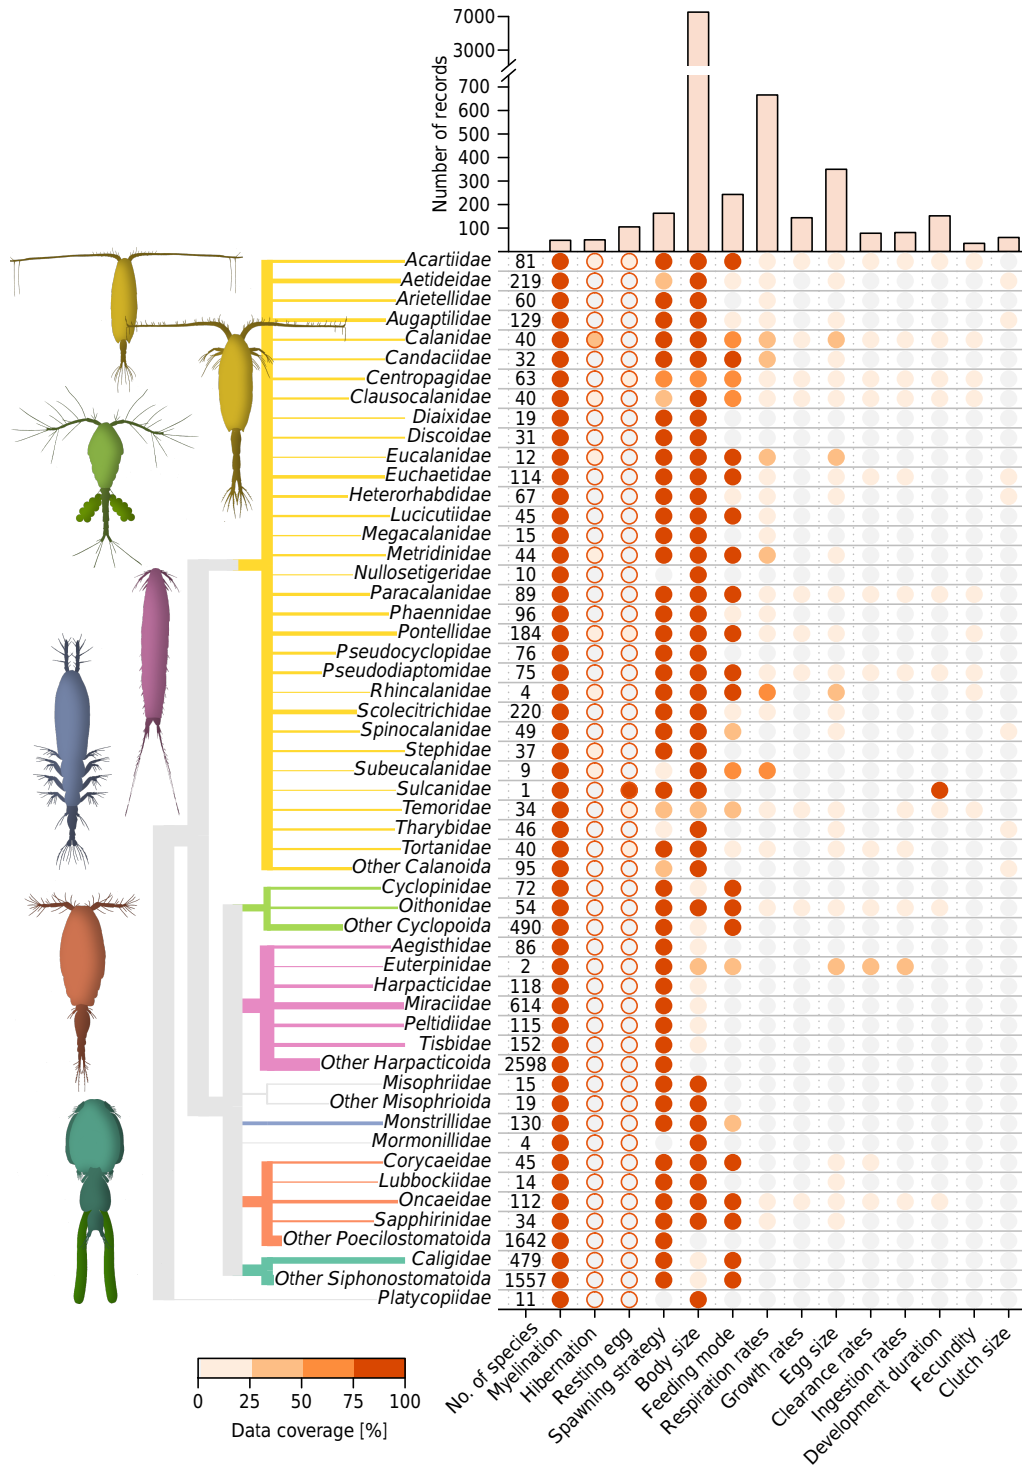 7000
3000
700
600
500
400
300
200
100
Number of records
Acartiidae 81
Aetideidae 219
Arietellidae 60
Augaptilidae 129
Calanidae 40
Candaciidae 32
Centropagidae 63
Clausocalanidae 40
Diaixidae 19
Discoidae 31
Eucalanidae 12
Euchaetidae 114
Heterorhabdidae 67
Lucicutiidae 45
Megacalanidae 15
Metridinidae 44
Nullosetigeridae 10
Paracalanidae 89
Phaennidae 96
Pontellidae 184
Pseudocyclopidae 76
Pseudodiaptomidae 75
Rhincalanidae 4
Scolecitrichidae 220
Spinocalanidae 49
Stephidae 37
Subeucalanidae 9
Sulcanidae 1
Temoridae 34
Tharybidae 46
Tortanidae 40
Other Calanoida 95
Cyclopinidae 72
Oithonidae 54
Other Cyclopoida 490
Aegisthidae 86
Euterpinidae 2
Harpacticidae 118
Miraciidae 614
Peltidiidae 115
Tisbidae 152
Other Harpacticoida 2598
Misophriidae 15
Other Misophrioida 19
Monstrillidae 130
Mormonillidae 4
Corycaeidae 45
Lubbockiidae 14
Oncaeidae 112
Sapphirinidae 34
Other Poecilostomatoida 1642
Caligidae 479
Other Siphonostomatoida 1557
Platycopiidae 11
No. of species
Myelination
Hibernation
Resting egg
Spawning strategy
Body size
Feeding mode
Respiration rates
Growth rates
Egg size
Clearance rates
Ingestion rates
Development duration
Fecundity
Clutch size
0 25 50 75 100
Data coverage [%]